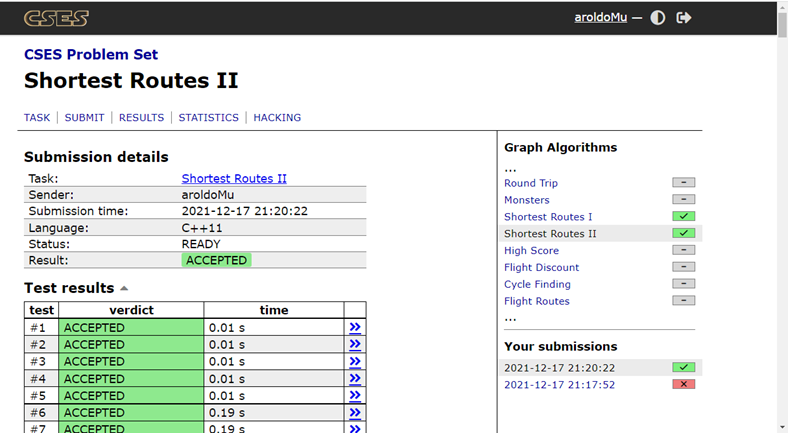 CSES
aroldoMu —
CSES Problem Set
Shortest Routes II
TASK | SUBMIT | RESULTS | STATISTICS | HACKING
Submission details
Task: Shortest Routes II
Sender: aroldoMu
Submission time: 2021-12-17 21:20:22
Language: C++11
Status: READY
Result: ACCEPTED
Test results
test verdict time
#1 ACCEPTED 0.01 s »
#2 ACCEPTED 0.01 s »
#3 ACCEPTED 0.01 s »
#4 ACCEPTED 0.01 s »
#5 ACCEPTED 0.01 s »
#6 ACCEPTED 0.19 s »
#7 ACCEPTED 0.19 s »
Graph Algorithms
...
Round Trip –
Monsters –
Shortest Routes I ✓
Shortest Routes II ✓
High Score –
Flight Discount –
Cycle Finding –
Flight Routes –
...
Your submissions
2021-12-17 21:20:22 ✓
2021-12-17 21:17:52 ×